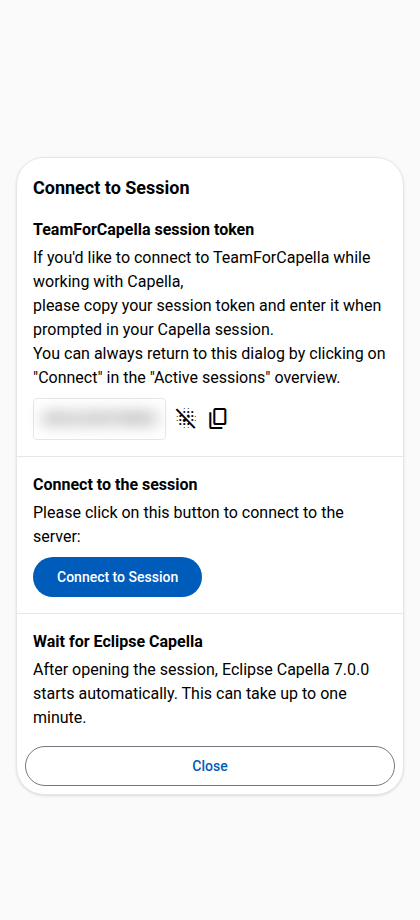 Connect to Session
TeamForCapella session token
If you'd like to connect to TeamForCapella while
working with Capella,
please copy your session token and enter it when
prompted in your Capella session.
You can always return to this dialog by clicking on
"Connect" in the "Active sessions" overview.
Connect to the session
Please click on this button to connect to the
server:
Connect to Session
Wait for Eclipse Capella
After opening the session, Eclipse Capella 7.0.0
starts automatically. This can take up to one
minute.
Close